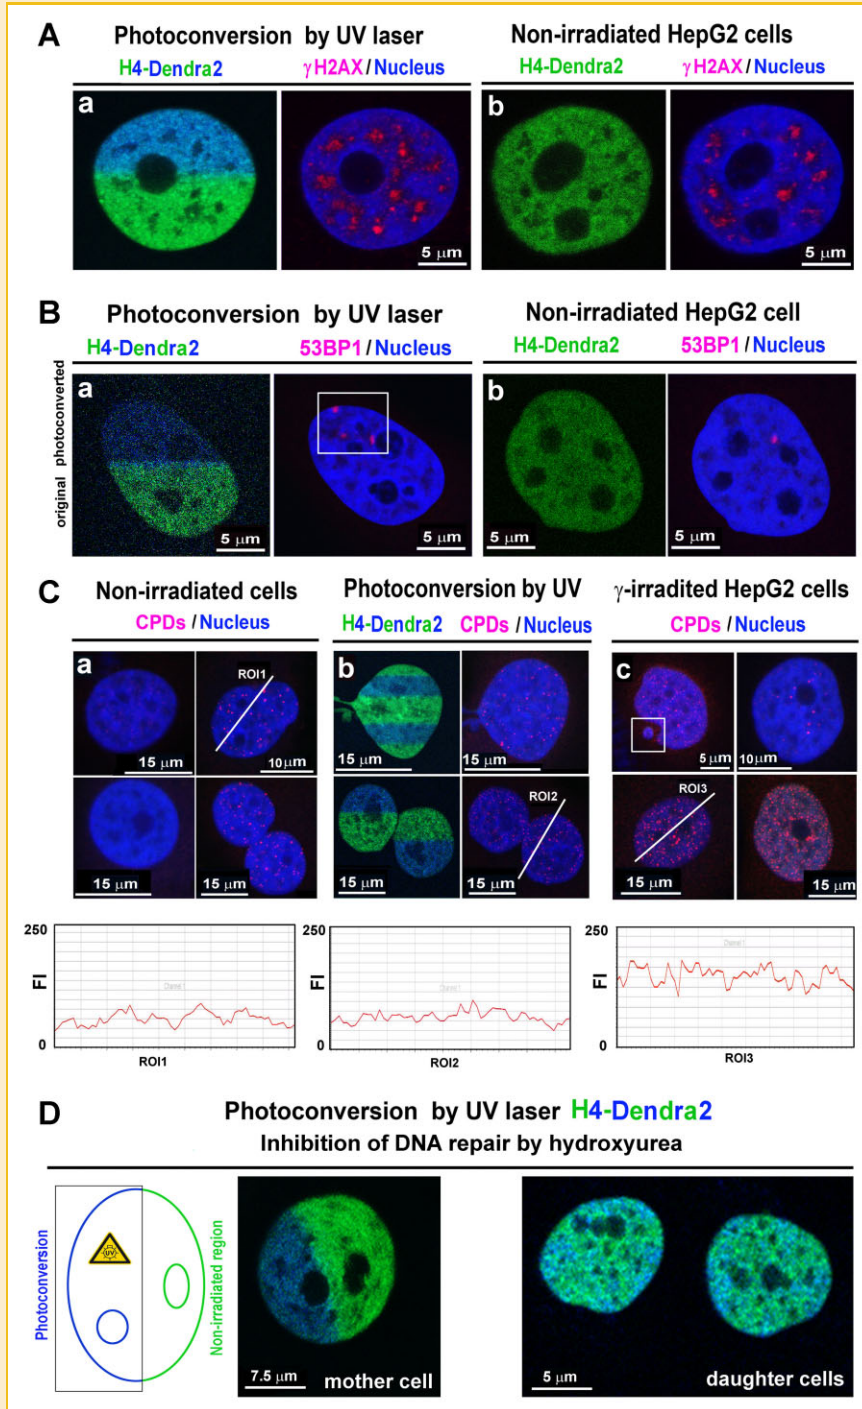 A
Photoconversion by UV laser
Non-irradiated HepG2 cells
H4-Dendra2
γH2AX/Nucleus
H4-Dendra2
γH2AX/Nucleus
a
b
5 µm
5 µm
B
Photoconversion by UV laser
Non-irradiated HepG2 cell
H4-Dendra2
53BP1/Nucleus
H4-Dendra2
53BP1/Nucleus
original photoconverted
a
b
5 µm
5 µm
5 µm
5 µm
C
Non-irradiated cells
Photoconversion by UV
γ-irradited HepG2 cells
CPDs /Nucleus
H4-Dendra2
CPDs /Nucleus
CPDs /Nucleus
a
ROI1
b
c
15 µm
10 µm
15 µm
15 µm
5 µm
10 µm
ROI2
ROI3
15 µm
15 µm
15 µm
15 µm
15 µm
15 µm
250
FI
0
Channel 1
ROI1
250
FI
0
Channel 1
ROI2
250
FI
0
Channel 1
ROI3
D
Photoconversion by UV laser H4-Dendra2
Inhibition of DNA repair by hydroxyurea
Photoconversion
UV
Non-irradiated region
7.5 µm
mother cell
5 µm
daughter cells